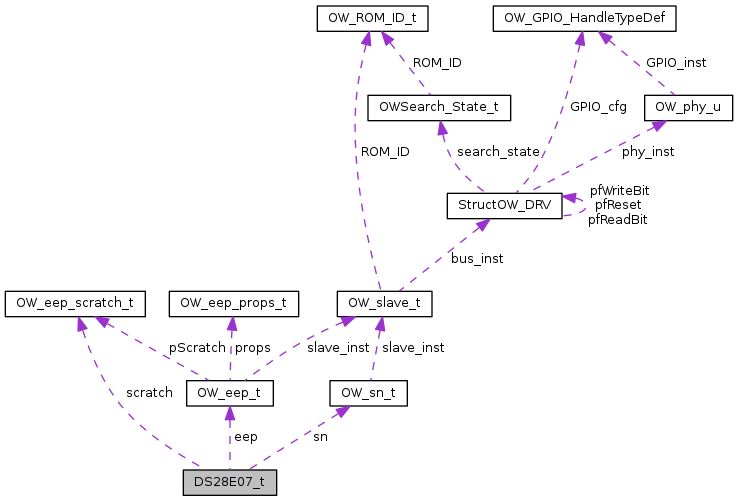 OW_ROM_ID_t
OW_GPIO_HandleTypeDef
ROM_ID
GPIO_inst
OWSearch_State_t
GPIO_cfg
OW_phy_u
ROM_ID
search_state
phy_inst
StructOW_DRV
pfWriteBit
pfReset
pfReadBit
bus_inst
OW_eep_scratch_t
OW_eep_props_t
OW_slave_t
pScratch
props
slave_inst
slave_inst
scratch
OW_eep_t
OW_sn_t
eep
sn
DS28E07_t